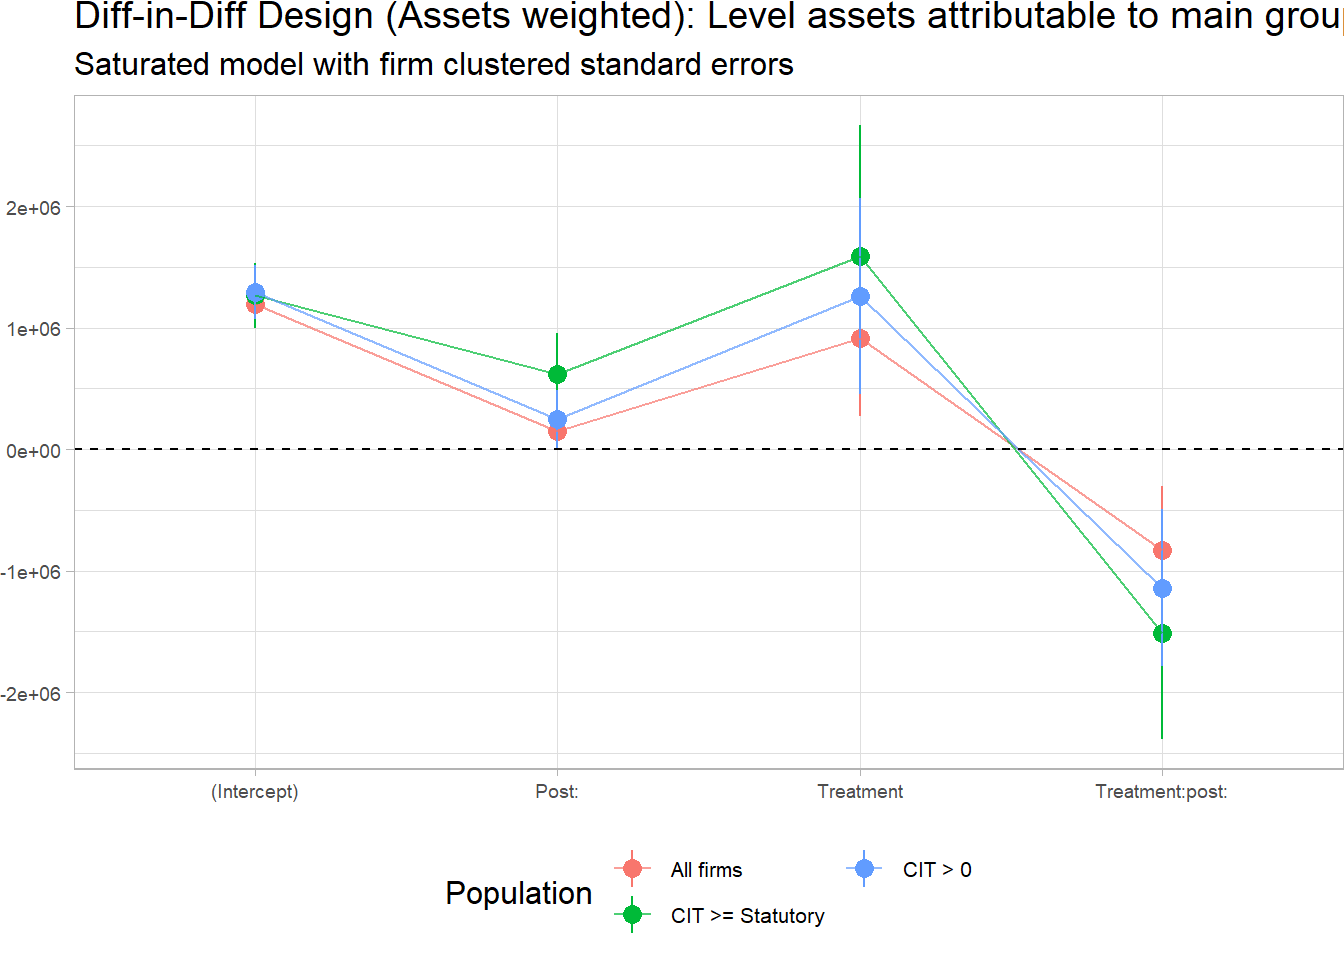 Diff-in-Diff Design (Assets weighted): Level assets attributable to main grou
Saturated model with firm clustered standard errors
2e+06
1e+06
0e+00
-1e+06
-2e+06
(Intercept)
Post:
Treatment
Treatment:post:
Population
All firms
CIT > 0
CIT >= Statutory